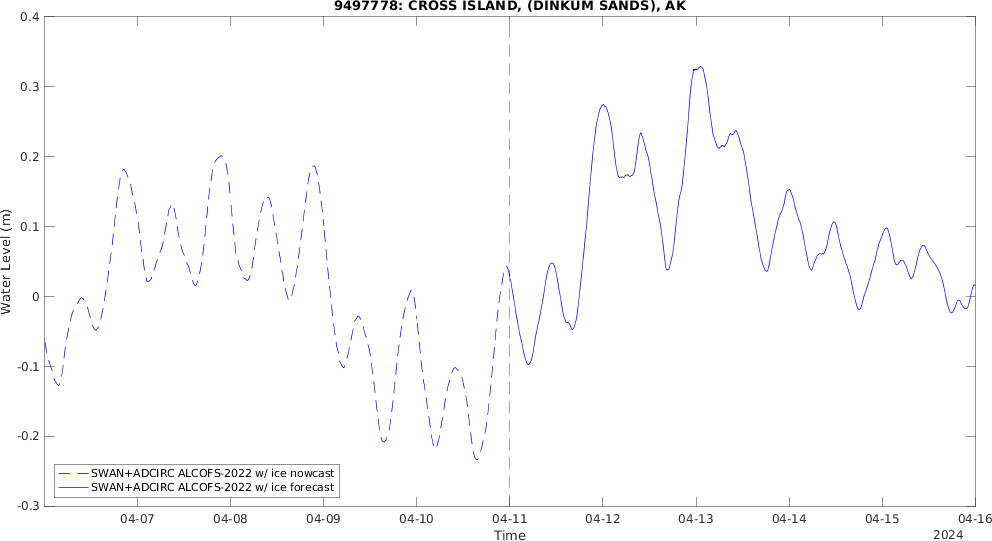 9497778: CROSS ISLAND, (DINKUM SANDS), AK
0.4
0.3
0.2
0.1
0
-0.1
-0.2
-0.3
Water Level (m)
SWAN+ADCIRC ALCOFS-2022 w/ ice nowcast
SWAN+ADCIRC ALCOFS-2022 w/ ice forecast
04-07 04-08 04-09 04-10 04-11 04-12 04-13 04-14 04-15 04-16
Time
2024